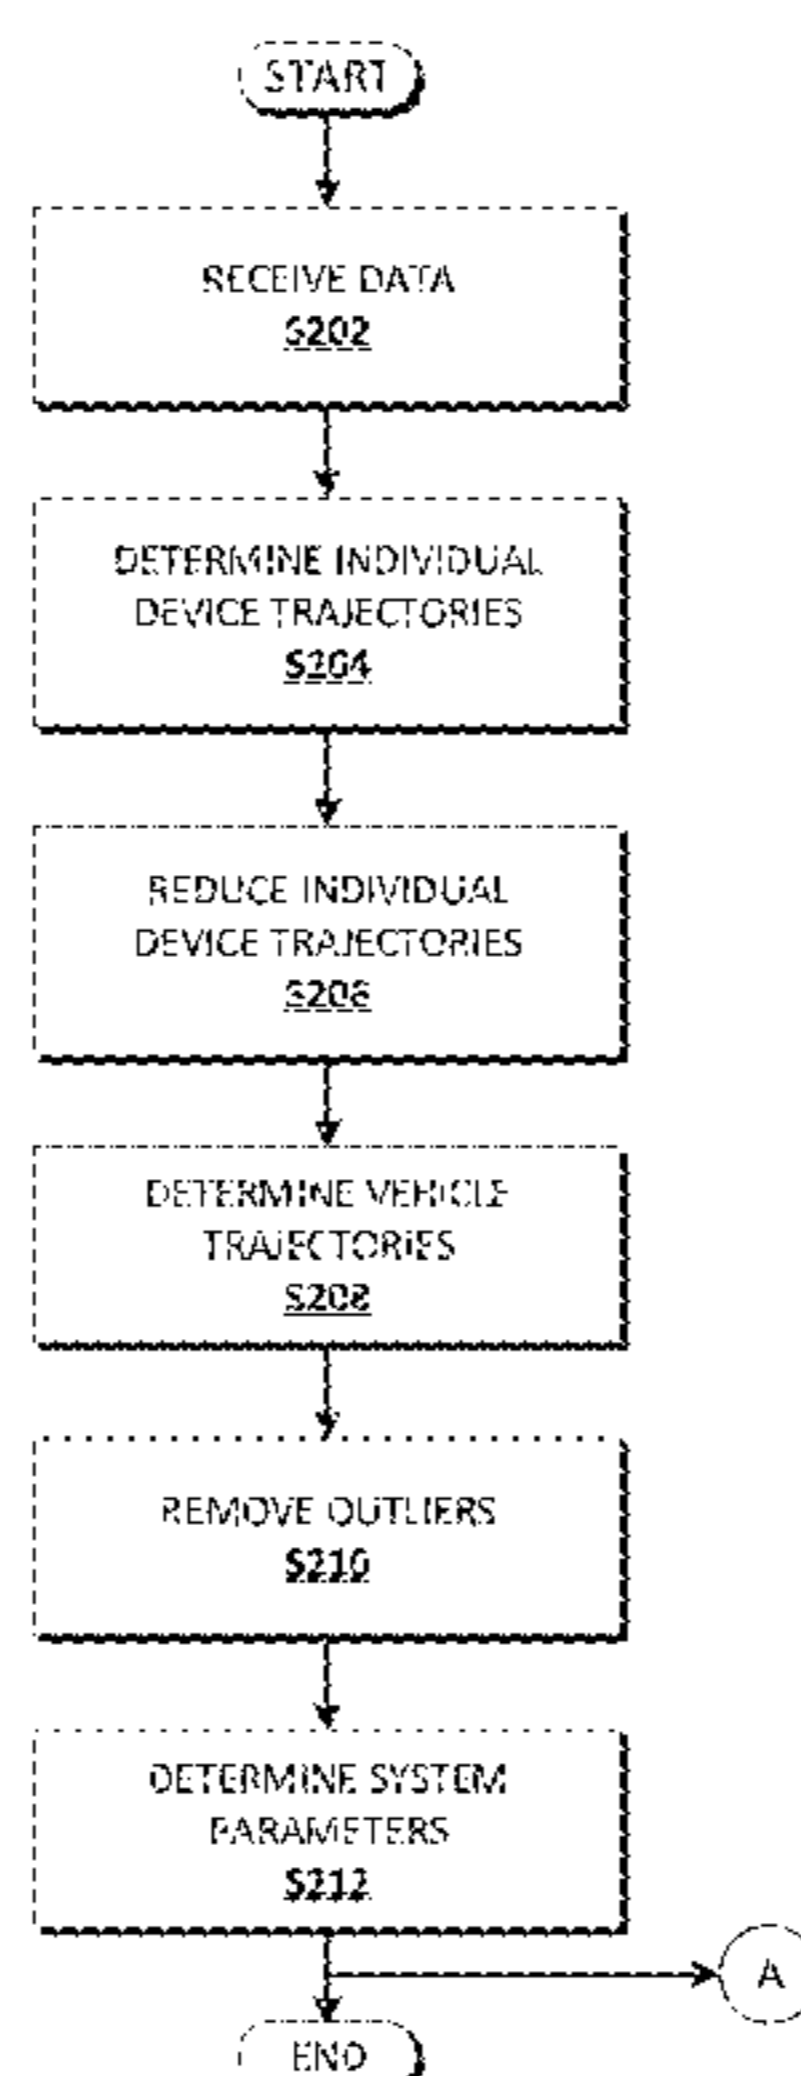 START
RECEIVE DATA
S202
DETERMINE INDIVIDUAL
DEVICE TRAJECTORIES
S204
REDUCE INDIVIDUAL
DEVICE TRAJECTORIES
S206
DETERMINE VEHICLE
TRAJECTORIES
S208
REMOVE OUTLIERS
S210
DETERMINE SYSTEM
PARAMETERS
S212
A
END